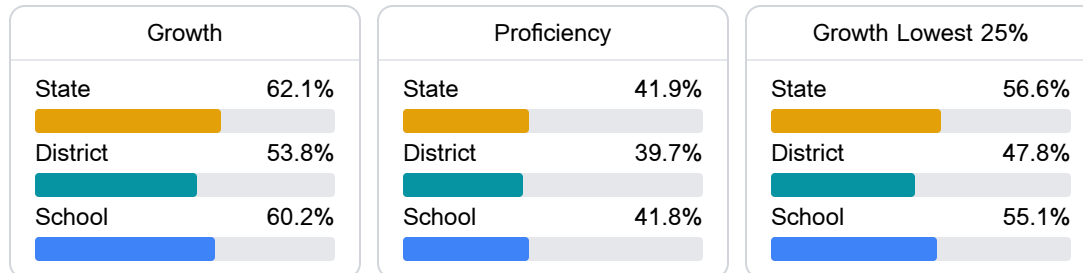 Growth
State 62.1%
District 53.8%
School 60.2%
Proficiency
State 41.9%
District 39.7%
School 41.8%
Growth Lowest 25%
State 56.6%
District 47.8%
School 55.1%